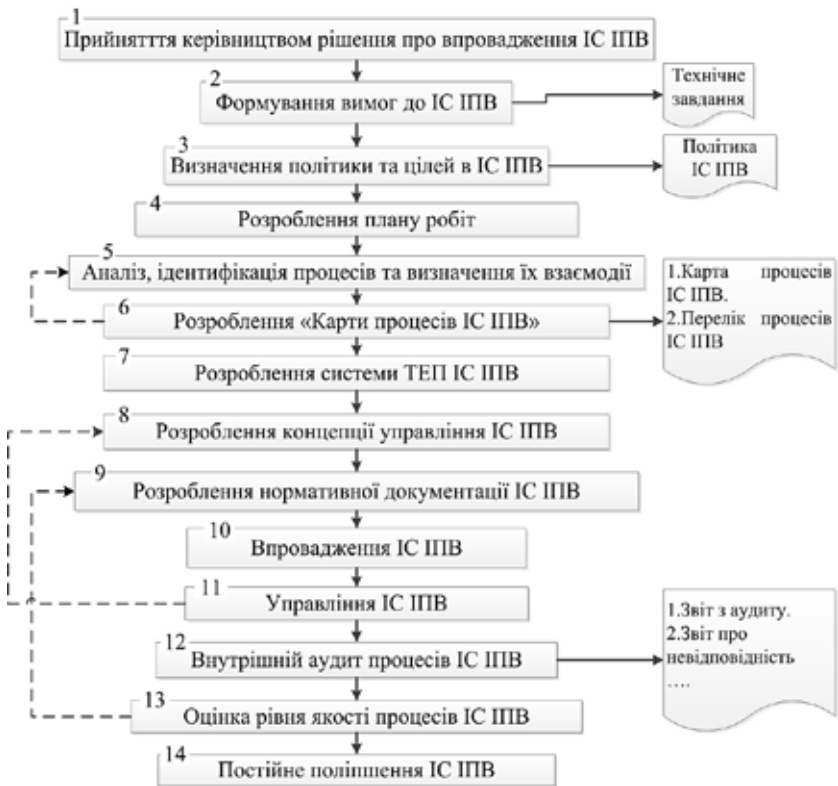 1
Прийнятття керівництвом рішення про впровадження ІС ІПВ
2
Формування вимог до ІС ІПВ
Технічне
завдання
3
Визначення політики та цілей в ІС ІПВ
Політика
ІС ІПВ
4
Розроблення плану робіт
5
Аналіз, ідентифікація процесів та визначення їх взаємодії
6
Розроблення «Карти процесів ІС ІПВ»
1.Карта процесів
ІС ІПВ.
2.Перелік процесів
ІС ІПВ
7
Розроблення системи ТЕП ІС ІПВ
8
Розроблення концепції управління ІС ІПВ
9
Розроблення нормативної документації ІС ІПВ
10
Впровадження ІС ІПВ
11
Управління ІС ІПВ
12
Внутрішній аудит процесів ІС ІПВ
1.Звіт з аудиту.
2.Звіт про
невідповідність
....
13
Оцінка рівня якості процесів ІС ІПВ
14
Постійне поліпшення ІС ІПВ